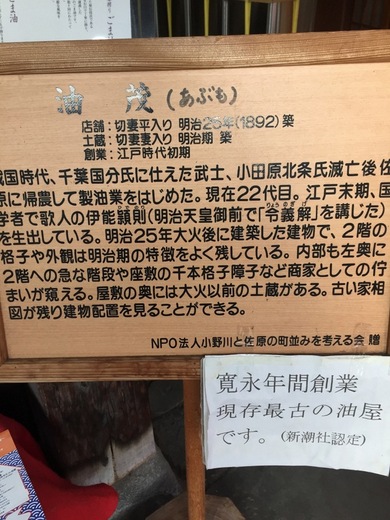 油 茂 (あぶも)
店舗：切妻平入り 明治25年(1892)築
土蔵：切妻妻入り 明治期 築
創業：江戸時代初期
戦国時代、千葉国分氏に仕えた武士、小田原北条氏滅亡後佐
原に帰農して製油業をはじめた。現在22代目。江戸末期、国
学者で歌人の伊能頴則(明治天皇御前で「令義解」を講じた)
を生出している。明治25年大火後に建築した建物で、2階の
格子や外観は明治期の特徴をよく残している。内部も左奥に
2階への急な階段や座敷の千本格子障子など商家としての佇
まいが窺える。屋敷の奥には大火以前の土蔵がある。古い家相
図が残り建物配置を見ることができる。
NPO法人小野川と佐原の町並みを考える会 贈
寛永年間創業
現存最古の油屋
です。(新潮社認定)